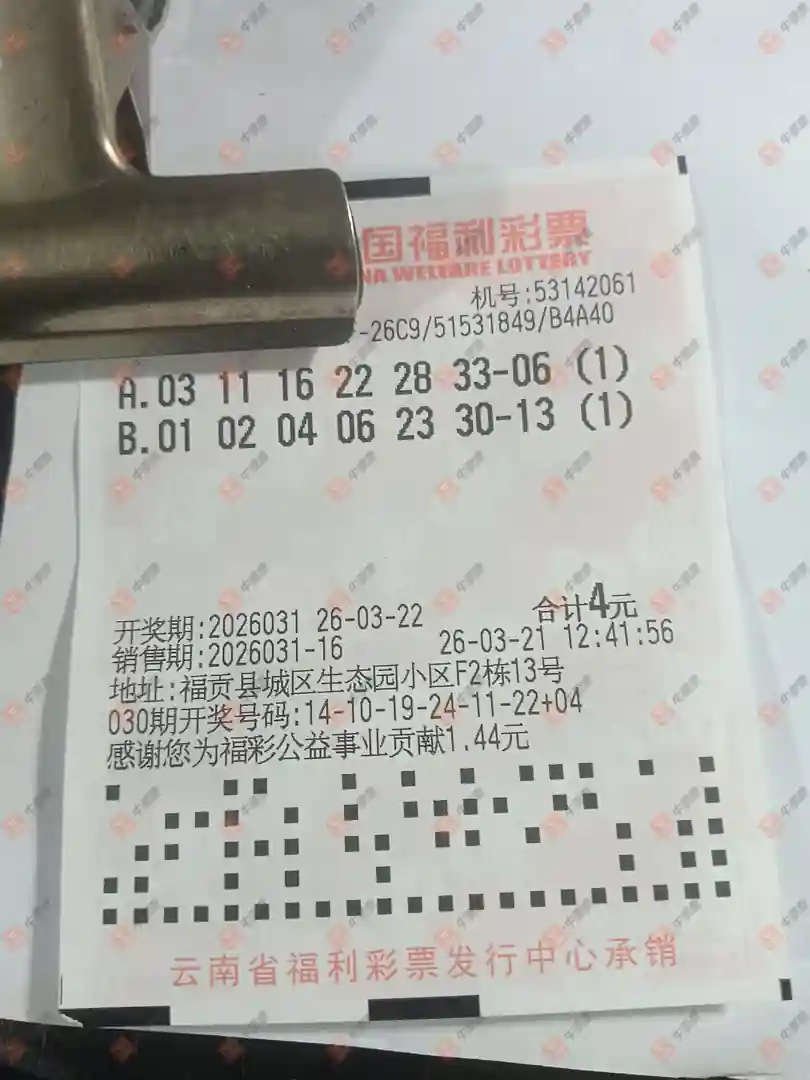 国福利彩票
NA WELFARE LOTTERY
机号:53142061
-26C9/51531849/B4A40
A.03 11 16 22 28 33-06 (1)
B.01 02 04 06 23 30-13 (1)
合计4元
开奖期:2026031 26-03-22
销售期:2026031-16 26-03-21 12:41:56
地址:福贡县城区生态园小区F2栋13号
030期开奖号码:14-10-19-24-11-22+04
感谢您为福彩公益事业贡献1.44元
云南省福利彩票发行中心承销